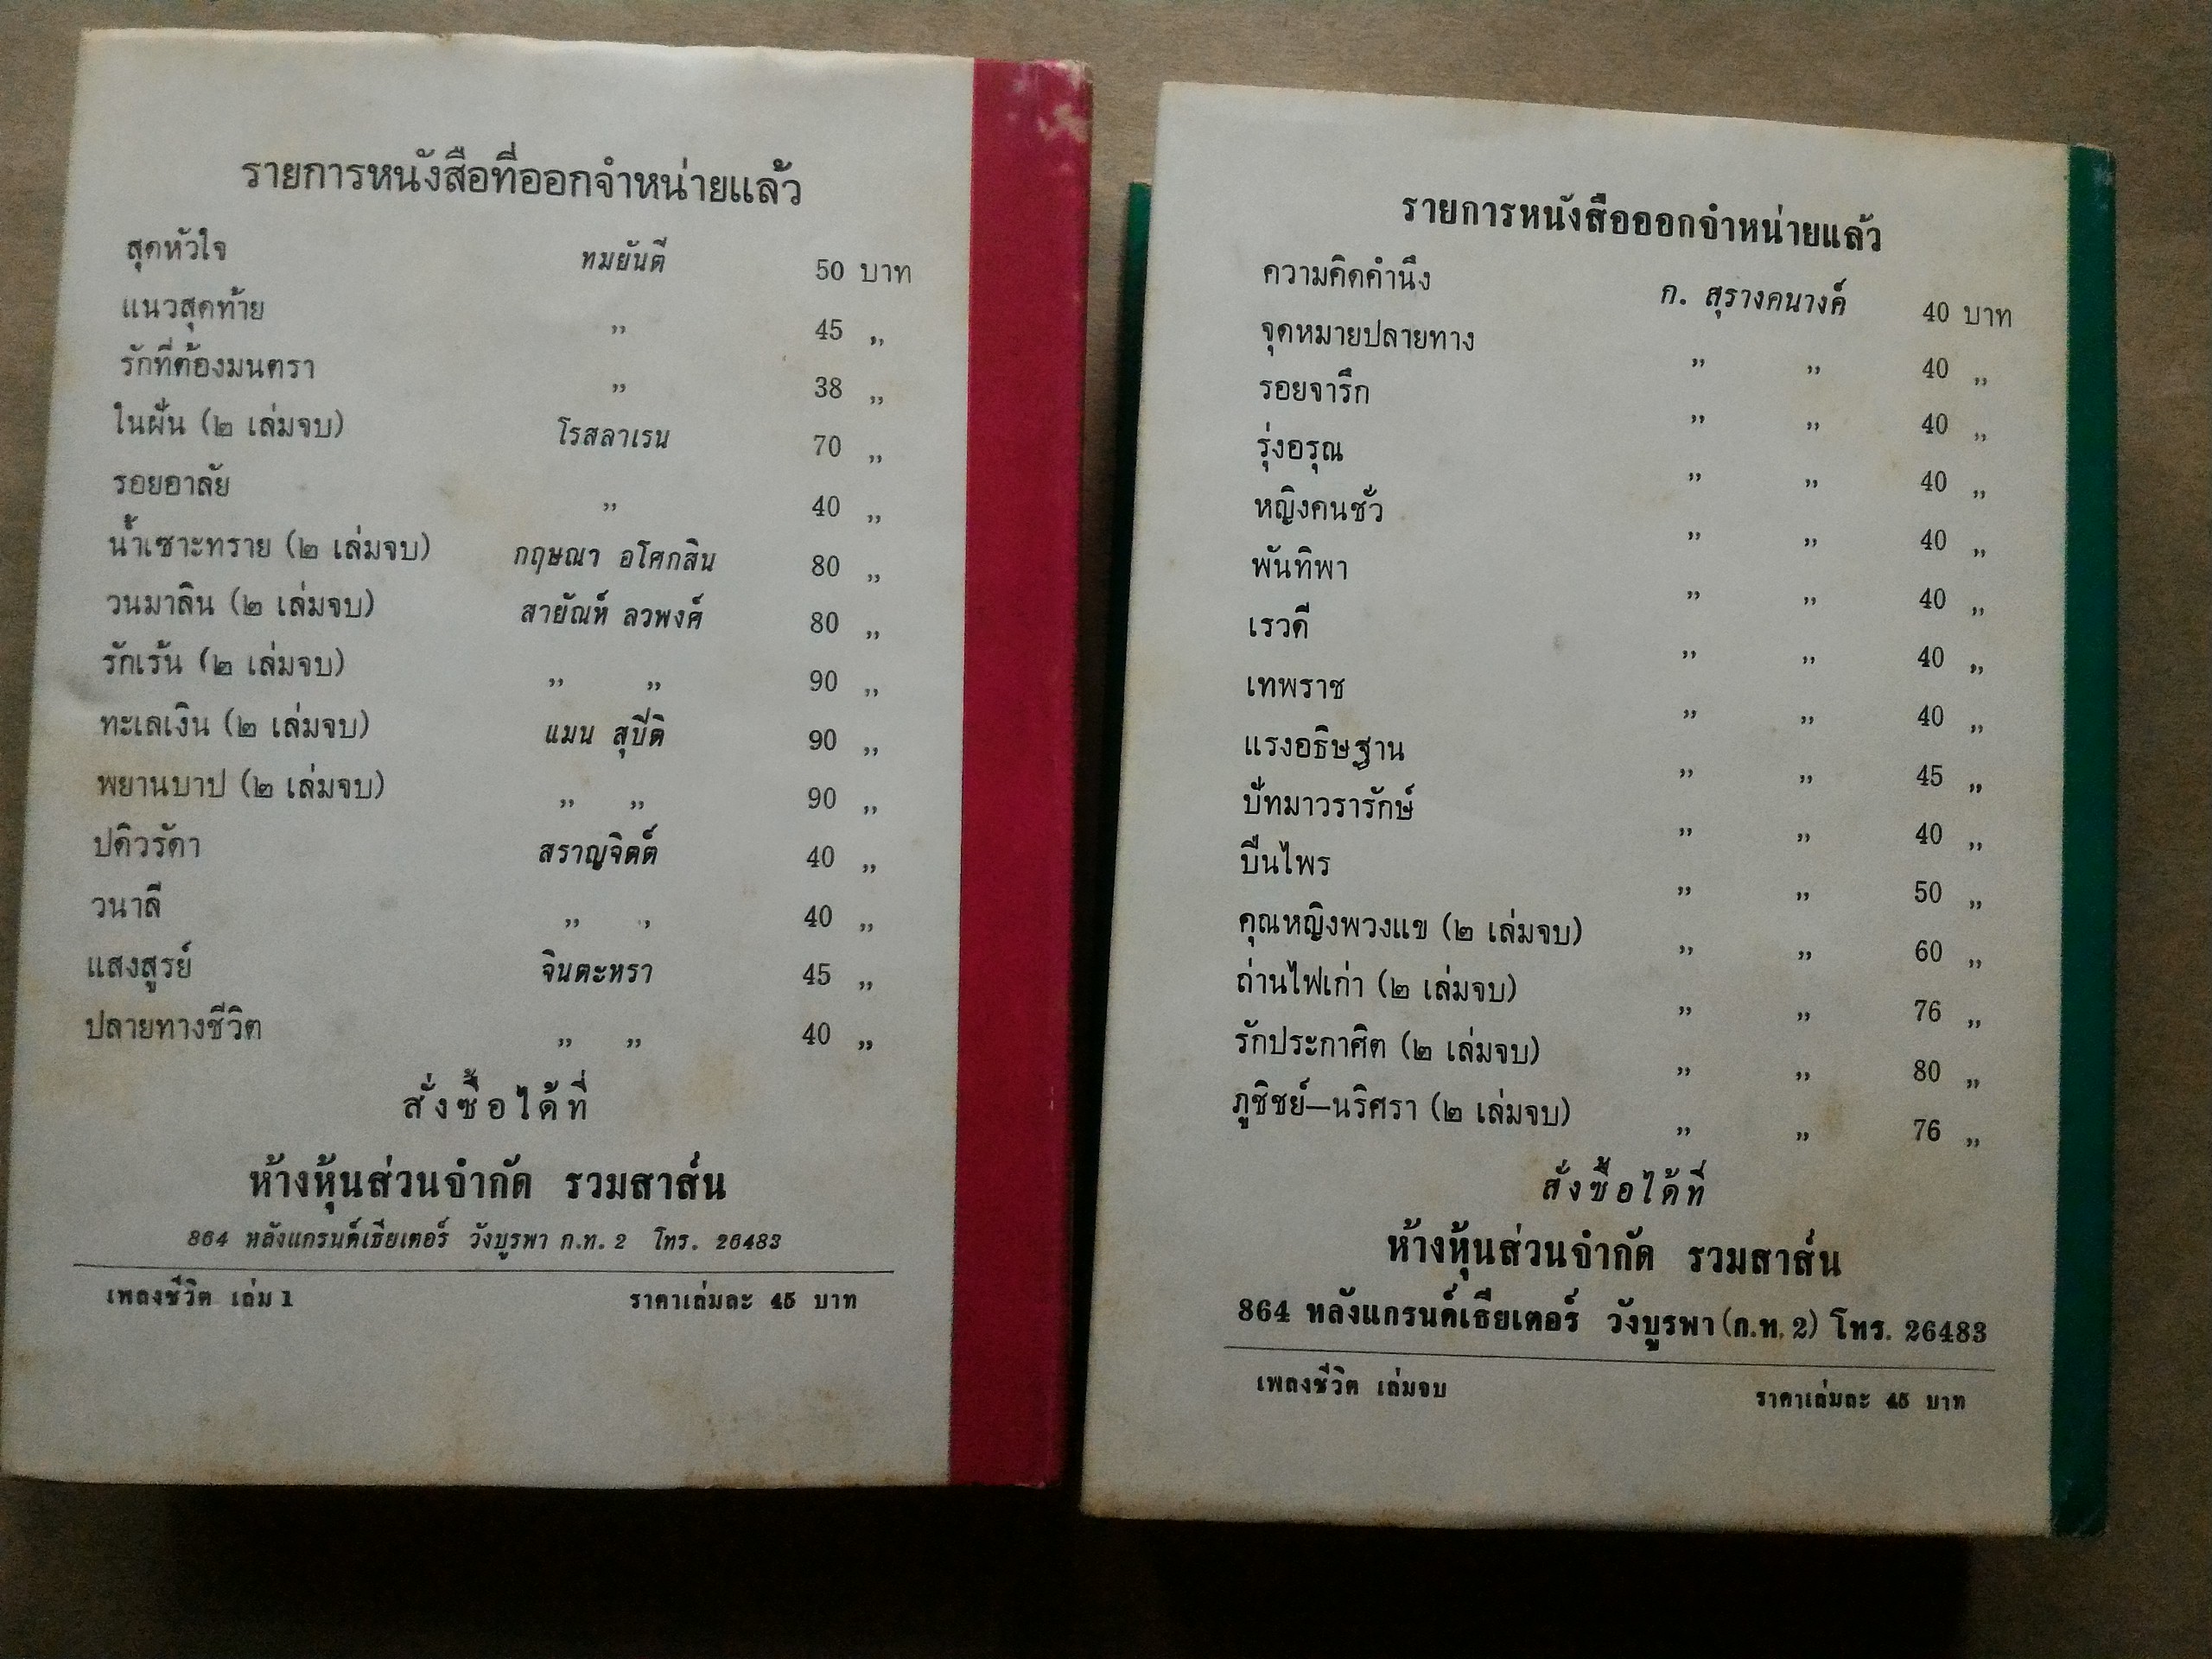 รายการหนังสือที่ออกจำหน่ายแล้ว
สุดหัวใจ ทมยันตี 50 บาท
แนวสุดท้าย ,, 45 ,,
รักที่ต้องมนตรา ,, 38 ,,
ในฝัน (๒ เล่มจบ) โรสลาเรน 70 ,,
รอยอาลัย ,, 40 ,,
น้ำเซาะทราย (๒ เล่มจบ) กฤษณา อโศกสิน 80 ,,
วนมาลิน (๒ เล่มจบ) สายัณห์ ลวพงศ์ 80 ,,
รักเร้น (๒ เล่มจบ) ,, ,, 90 ,,
ทะเลเงิน (๒ เล่มจบ) แมน สุปิติ 90 ,,
พยานบาป (๒ เล่มจบ) ,, ,, 90 ,,
ปดิวรัดา สราญจิตต์ 40 ,,
วนาลี ,, ,, 40 ,,
แสงสูรย์ จินตะหรา 45 ,,
ปลายทางชีวิต ,, ,, 40 ,,
สั่งซื้อได้ที่
ห้างหุ้นส่วนจำกัด รวมสาส์น
864 หลังแกรนด์เธียเตอร์ วังบูรพา ก.ท. 2 โทร. 26483
เพลงชีวิต เล่ม 1 ราคาเล่มละ 45 บาท
รายการหนังสือออกจำหน่ายแล้ว
ความคิดคำนึง ก. สุรางคนางค์ 40 บาท
จุดหมายปลายทาง ,, ,, 40 ,,
รอยจารึก ,, ,, 40 ,,
รุ่งอรุณ ,, ,, 40 ,,
หญิงคนชั่ว ,, ,, 40 ,,
พันทิพา ,, ,, 40 ,,
เรวดี ,, ,, 40 ,,
เทพราช ,, ,, 40 ,,
แรงอธิษฐาน ,, ,, 45 ,,
ปัทมาวรารักษ์ ,, ,, 40 ,,
ปิ่นไพร ,, ,, 50 ,,
คุณหญิงพวงแข (๒ เล่มจบ) ,, ,, 60 ,,
ถ่านไฟเก่า (๒ เล่มจบ) ,, ,, 76 ,,
รักประกาศิต (๒ เล่มจบ) ,, ,, 80 ,,
ภูชิชย์—นริศรา (๒ เล่มจบ) ,, ,, 76 ,,
สั่งซื้อได้ที่
ห้างหุ้นส่วนจำกัด รวมสาส์น
864 หลังแกรนด์เธียเตอร์ วังบูรพา (ก.ท. 2) โทร. 26483
เพลงชีวิต เล่มจบ ราคาเล่มละ 45 บาท